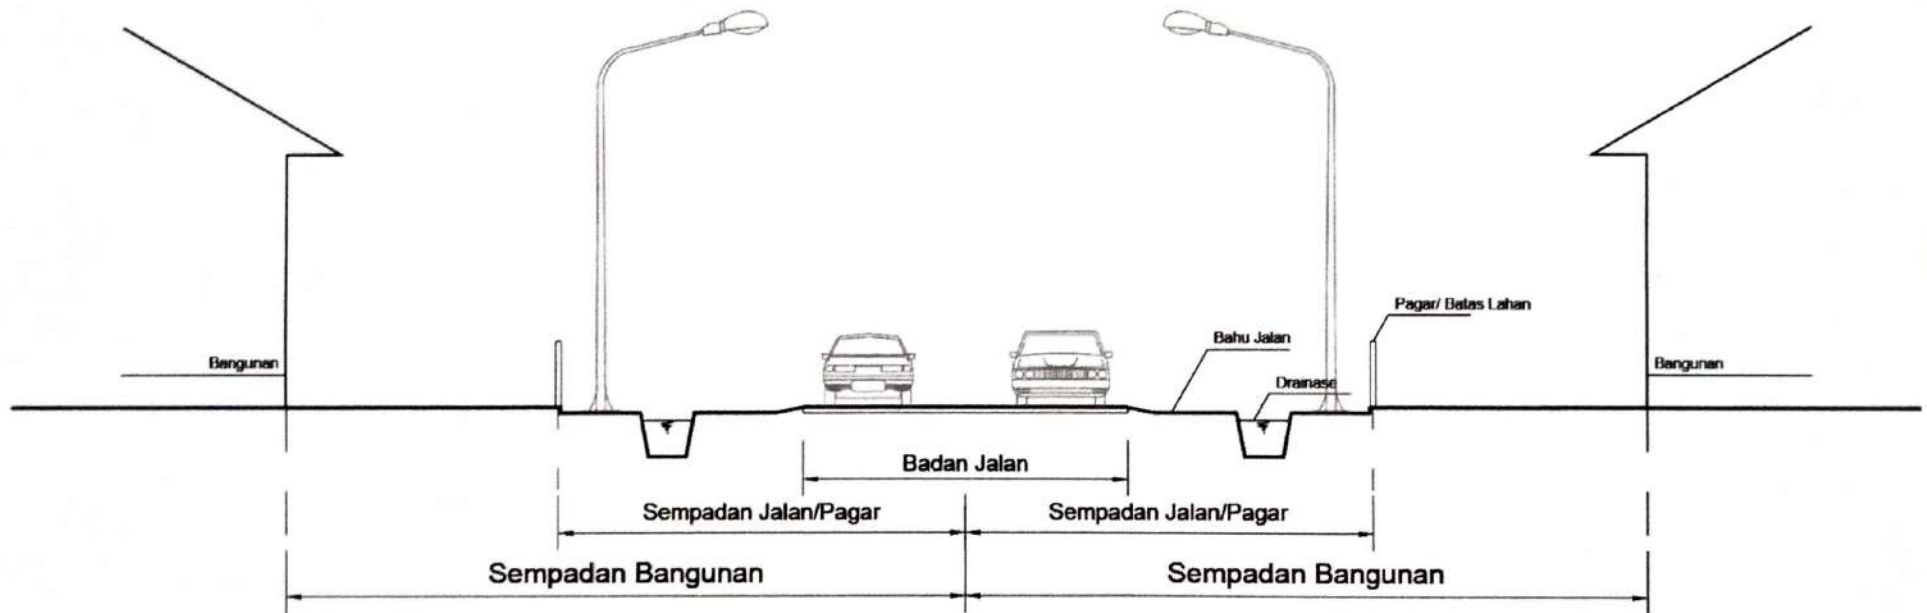 Pagar/ Batas Lahan
Bahu Jalan
Bangunan
Bangunan
Drainase
Badan Jalan
Sempadan Jalan/Pagar
Sempadan Jalan/Pagar
Sempadan Bangunan
Sempadan Bangunan